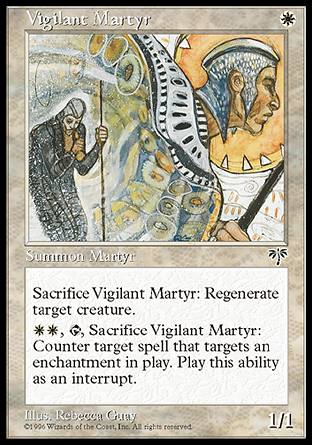 Vigilant Martyr
Summon Martyr
Sacrifice Vigilant Martyr: Regenerate
target creature.
, , Sacrifice Vigilant Martyr:
Counter target spell that targets an
enchantment in play. Play this ability
as an interrupt.
Illus. Rebecca Guay
©1996 Wizards of the Coast, Inc. All rights reserved.
1/1